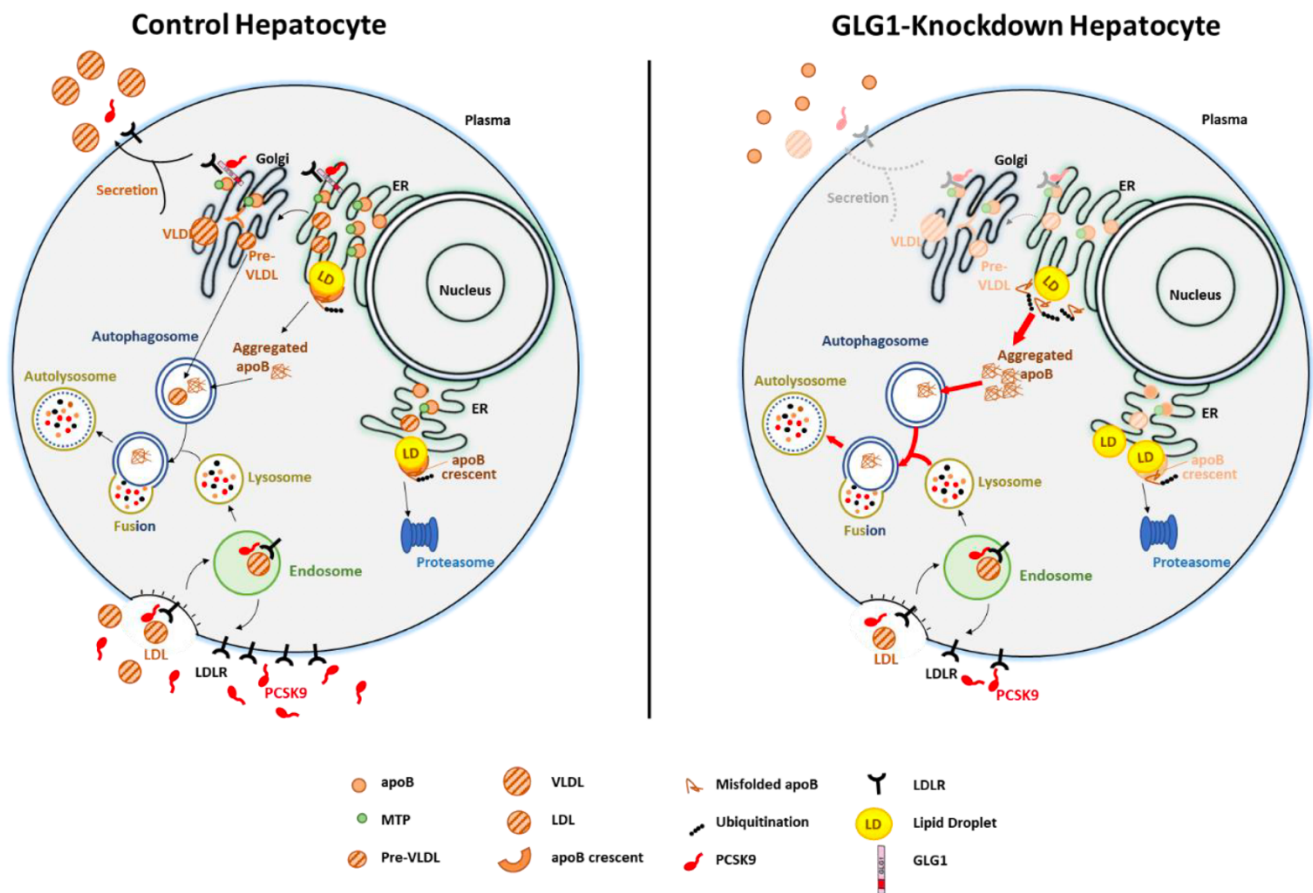 Control Hepatocyte
Plasma
Golgi
ER
Secretion
VLDL
Pre-
VLDL
LD
Nucleus
Autophagosome
Aggregated
apoB
Autolysosome
ER
LD
apoB
crescent
Lysosome
Fusion
Endosome
Proteasome
LDL
LDLR
PCSK9
GLG1-Knockdown Hepatocyte
Plasma
Golgi
ER
Secretion
VLDL
Pre-
VLDL
LD
Nucleus
Autophagosome
Aggregated
apoB
Autolysosome
ER
LD
LD
apoB
crescent
Lysosome
Fusion
Endosome
Proteasome
LDL
LDLR
PCSK9
apoB
VLDL
Misfolded apoB
LDLR
MTP
LDL
Ubiquitination
LD
Lipid Droplet
Pre-VLDL
apoB crescent
PCSK9
GLG1
GLG1